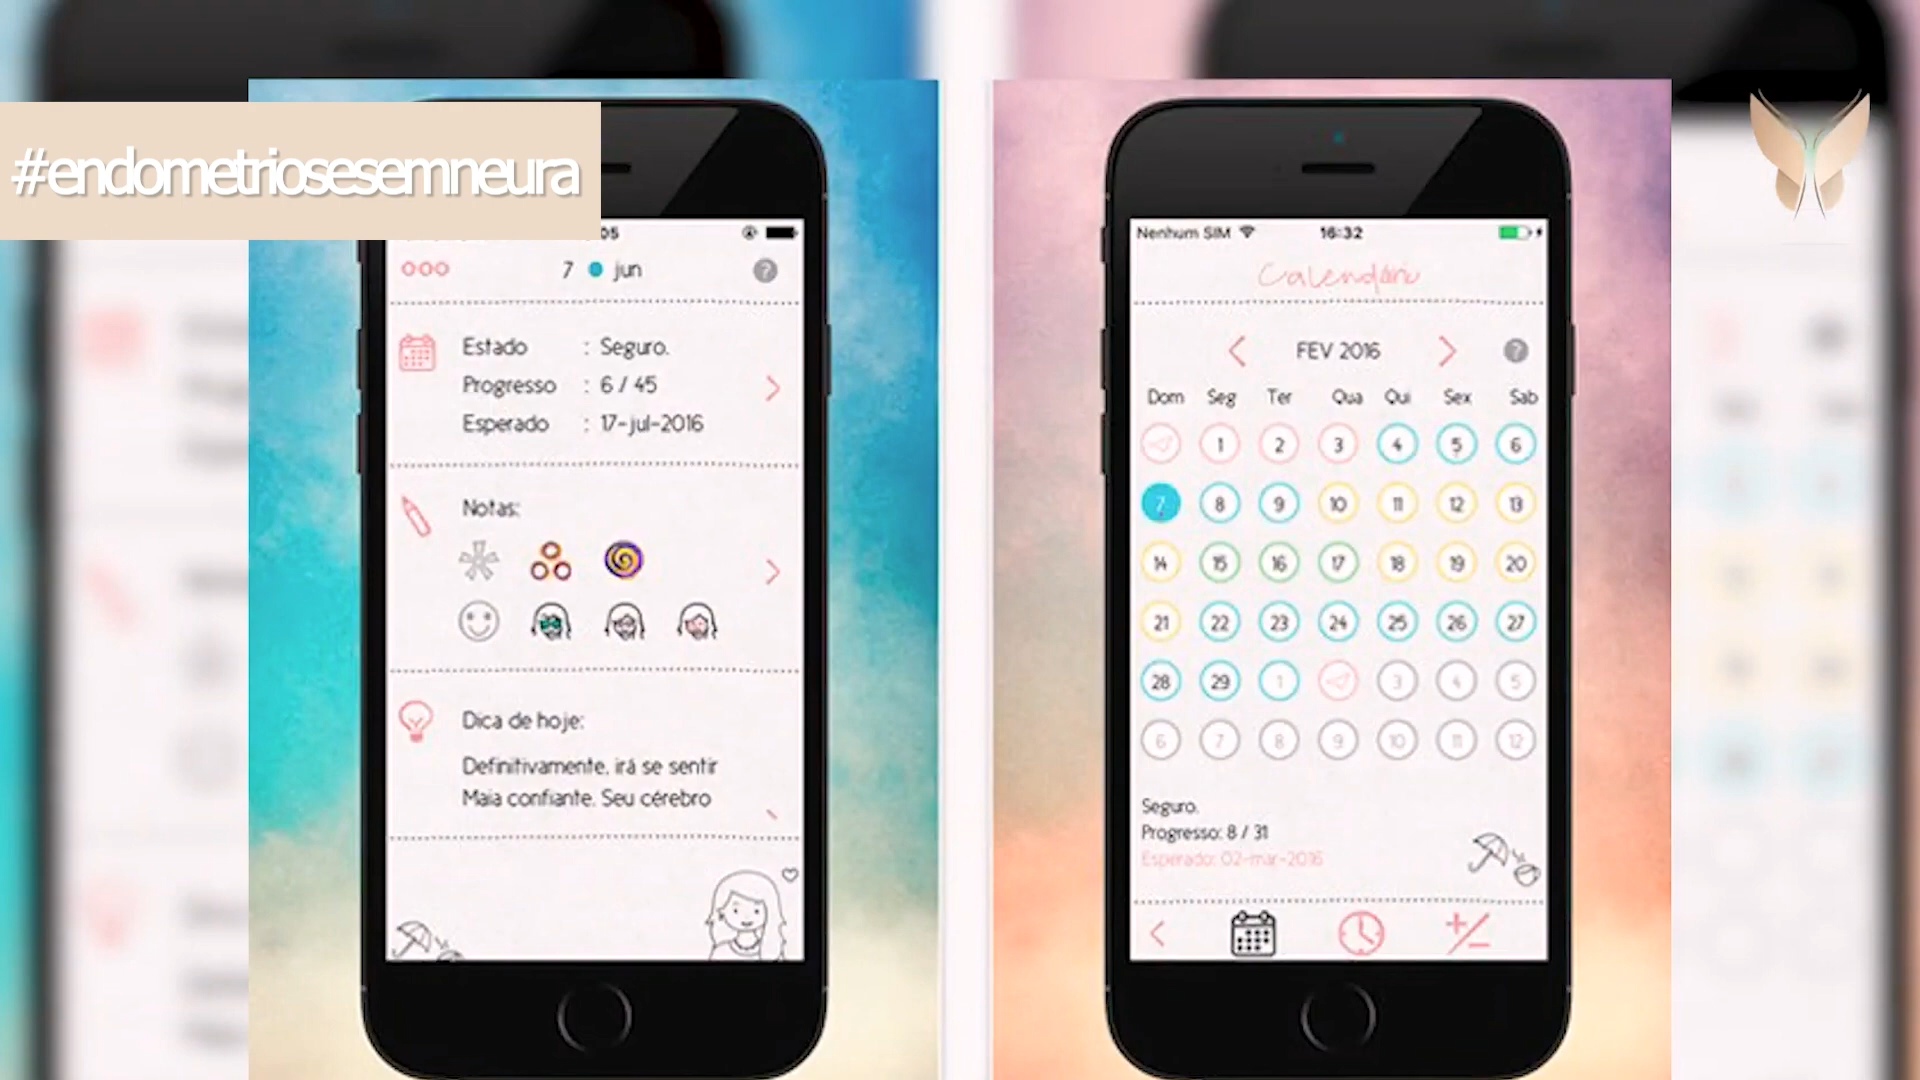 #endometriosesemneura
05
7 jun
Estado : Seguro.
Progresso : 6 / 45
Esperado : 17-jul-2016
Notas:
Dica de hoje:
Definitivamente, irá se sentir
Maia confiante. Seu cérebro
Nenhum SIM 16:32
Calendário
FEV 2016
?
Dom Seg Ter Qua Qui Sex Sab
1 2 3 4 5 6
7 8 9 10 11 12 13
14 15 16 17 18 19 20
21 22 23 24 25 26 27
28 29 1 3 4 5
6 7 8 9 10 11 12
Seguro.
Progresso: 8 / 31
Esperado: 02-mar-2016